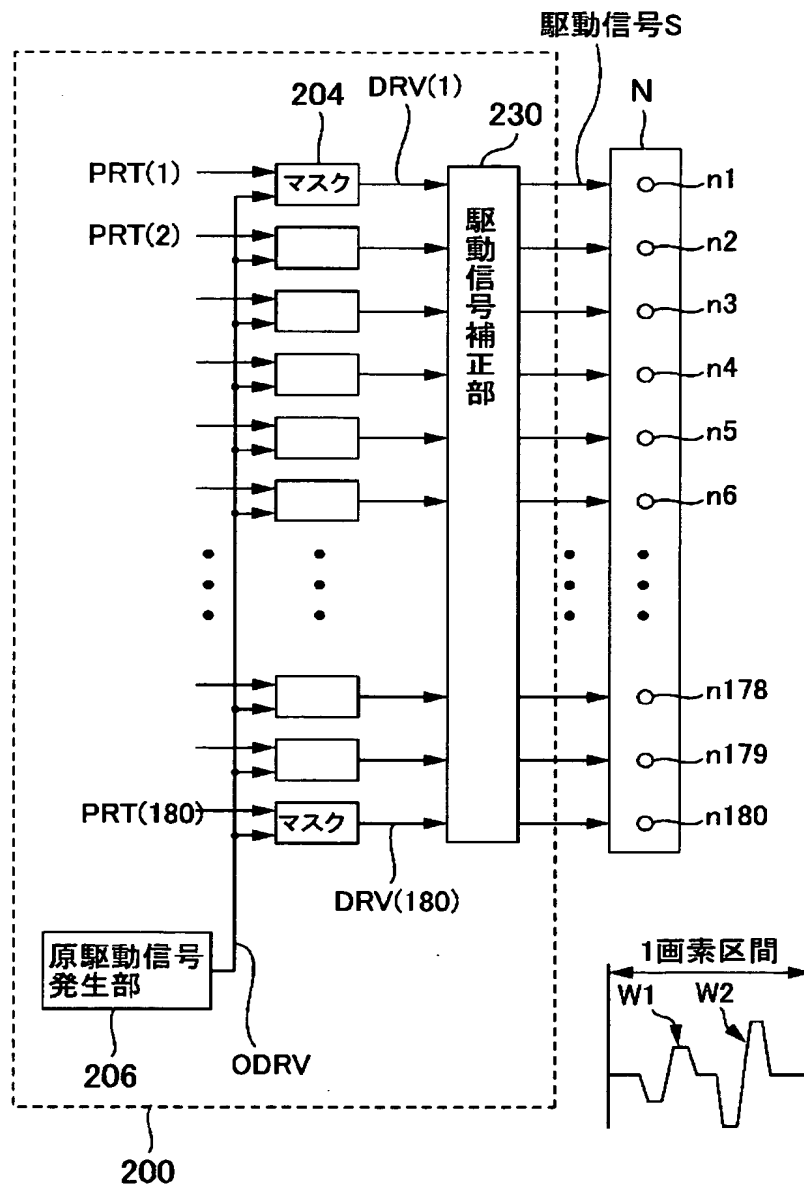 駆動信号S
204
DRV(1)
230
N
PRT(1)
マスク
n1
PRT(2)
n2
駆動信号補正部
n3
n4
n5
n6
n178
n179
PRT(180)
マスク
n180
DRV(180)
原駆動信号
発生部
1画素区間
W1
W2
206
ODRV
200